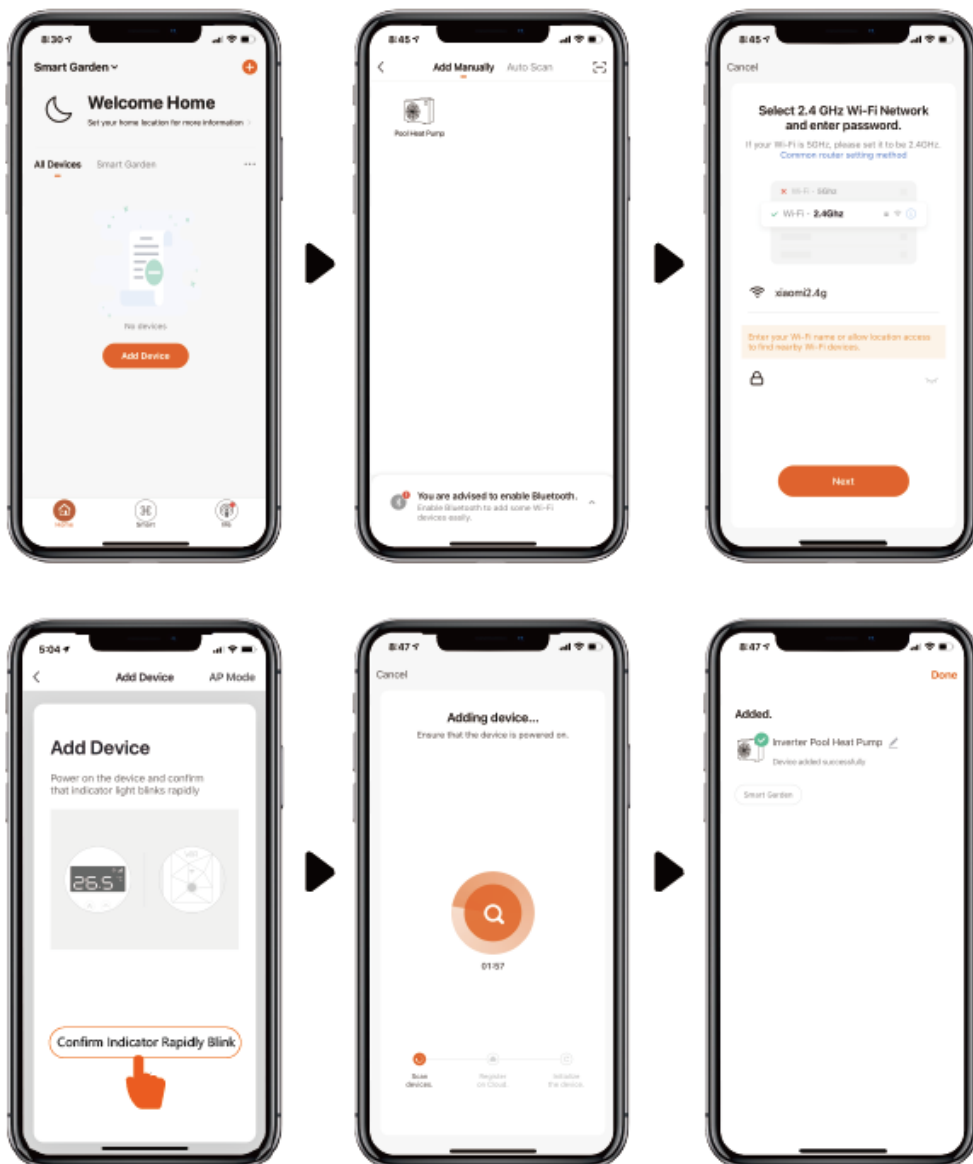 8:30
Smart Garden
Welcome Home
Set your home location for more information
All Devices Smart Garden
No devices
Add Device
Home Smart Me
8:45
Add Manually Auto Scan
Pool Heat Pump
You are advised to enable Bluetooth.
Enable Bluetooth to add some Wi-Fi
devices easily.
8:45
Cancel
Select 2.4 GHz Wi-Fi Network
and enter password.
If your Wi-Fi is 5GHz, please set it to be 2.4GHz.
Common router setting method
Wi-Fi - 5Ghz
Wi-Fi - 2.4Ghz
xiaomi2.4g
Enter your Wi-Fi name or allow location access
to find nearby Wi-Fi devices.
Next
5:04
Add Device AP Mode
Add Device
Power on the device and confirm
that indicator light blinks rapidly
26.5
Confirm Indicator Rapidly Blink
8:47
Cancel
Adding device...
Ensure that the device is powered on.
01:57
Scan Register Initialize
devices. on Cloud. the device.
8:47
Done
Added.
Inverter Pool Heat Pump
Device added successfully
Smart Garden